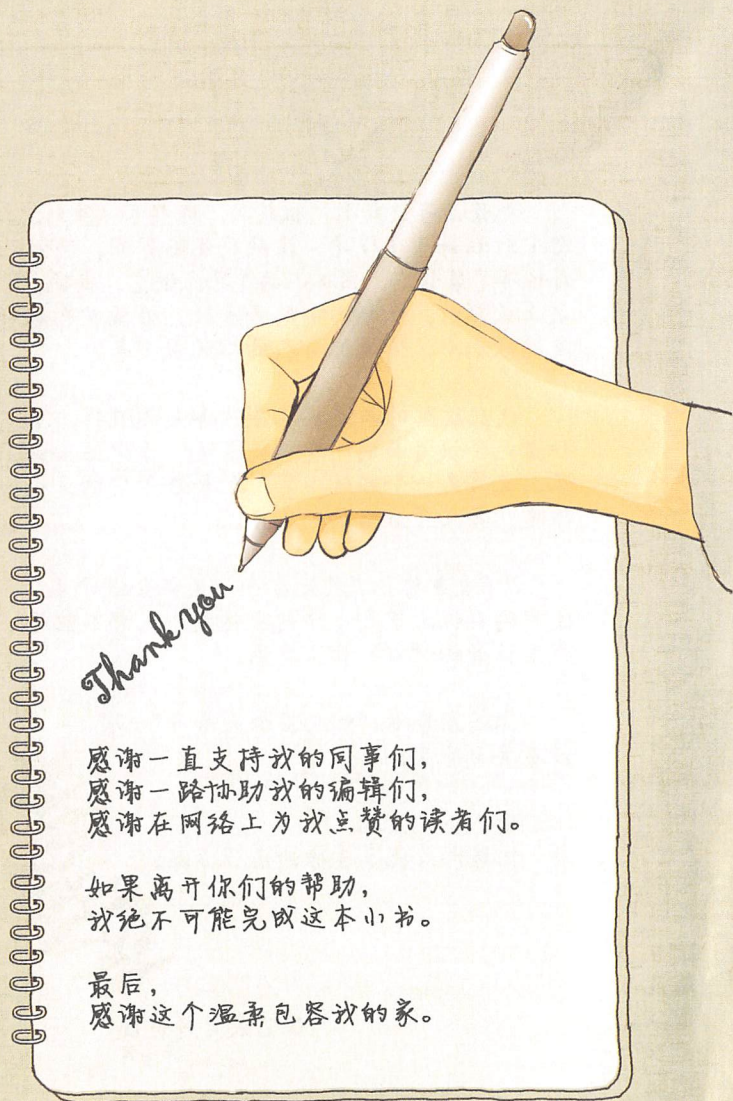 Thank you
感谢一直支持我的同事们,
感谢一路协助我的编辑们,
感谢在网络上为我点赞的读者们。
如果离开你们的帮助,
我绝不可能完成这本小书。
最后,
感谢这个温柔包容我的家。